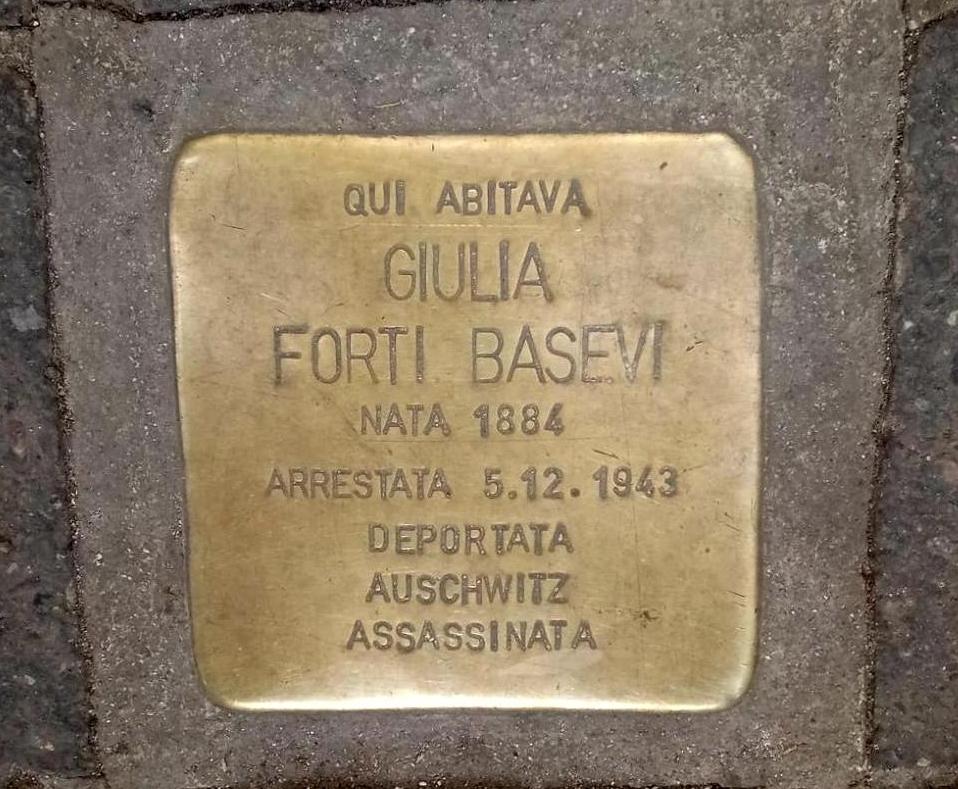 QUI ABITAVA
GIULIA
FORTI BASEVI
NATA 1884
ARRESTATA 5.12.1943
DEPORTATA
AUSCHWITZ
ASSASSINATA